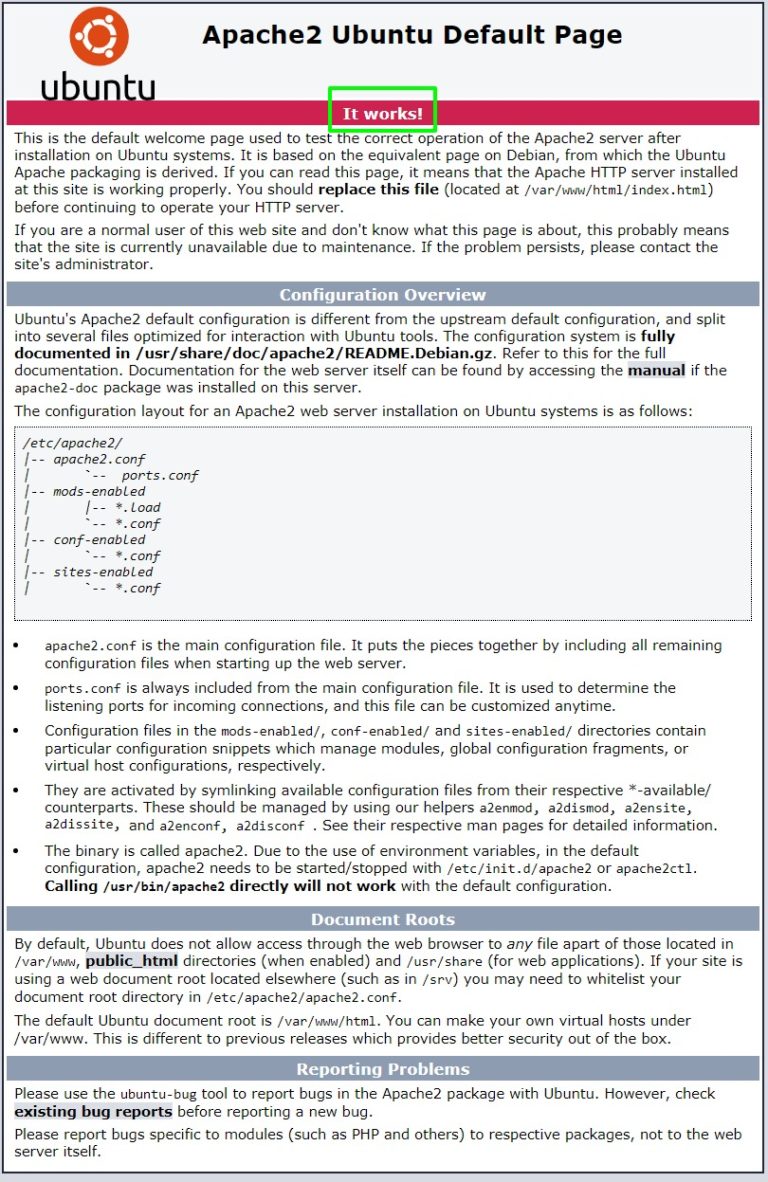 Apache2 Ubuntu Default Page
ubuntu
It works!
This is the default welcome page used to test the correct operation of the Apache2 server after
installation on Ubuntu systems. It is based on the equivalent page on Debian, from which the Ubuntu
Apache packaging is derived. If you can read this page, it means that the Apache HTTP server installed
at this site is working properly. You should replace this file (located at /var/www/html/index.html)
before continuing to operate your HTTP server.
If you are a normal user of this web site and don't know what this page is about, this probably means
that the site is currently unavailable due to maintenance. If the problem persists, please contact the
site's administrator.
Configuration Overview
Ubuntu's Apache2 default configuration is different from the upstream default configuration, and split
into several files optimized for interaction with Ubuntu tools. The configuration system is fully
documented in /usr/share/doc/apache2/README.Debian.gz. Refer to this for the full
documentation. Documentation for the web server itself can be found by accessing the manual if the
apache2-doc package was installed on this server.
The configuration layout for an Apache2 web server installation on Ubuntu systems is as follows:
/etc/apache2/
|-- apache2.conf
|       `--  ports.conf
|-- mods-enabled
|       |-- *.load
|       `-- *.conf
|-- conf-enabled
|       `-- *.conf
|-- sites-enabled
|       `-- *.conf
• apache2.conf is the main configuration file. It puts the pieces together by including all remaining
configuration files when starting up the web server.
• ports.conf is always included from the main configuration file. It is used to determine the
listening ports for incoming connections, and this file can be customized anytime.
• Configuration files in the mods-enabled/, conf-enabled/ and sites-enabled/ directories contain
particular configuration snippets which manage modules, global configuration fragments, or
virtual host configurations, respectively.
• They are activated by symlinking available configuration files from their respective *-available/
counterparts. These should be managed by using our helpers a2enmod, a2dismod, a2ensite,
a2dissite, and a2enconf, a2disconf . See their respective man pages for detailed information.
• The binary is called apache2. Due to the use of environment variables, in the default
configuration, apache2 needs to be started/stopped with /etc/init.d/apache2 or apache2ctl.
Calling /usr/bin/apache2 directly will not work with the default configuration.
Document Roots
By default, Ubuntu does not allow access through the web browser to any file apart of those located in
/var/www, public_html directories (when enabled) and /usr/share (for web applications). If your site is
using a web document root located elsewhere (such as in /srv) you may need to whitelist your
document root directory in /etc/apache2/apache2.conf.
The default Ubuntu document root is /var/www/html. You can make your own virtual hosts under
/var/www. This is different to previous releases which provides better security out of the box.
Reporting Problems
Please use the ubuntu-bug tool to report bugs in the Apache2 package with Ubuntu. However, check
existing bug reports before reporting a new bug.
Please report bugs specific to modules (such as PHP and others) to respective packages, not to the web
server itself.